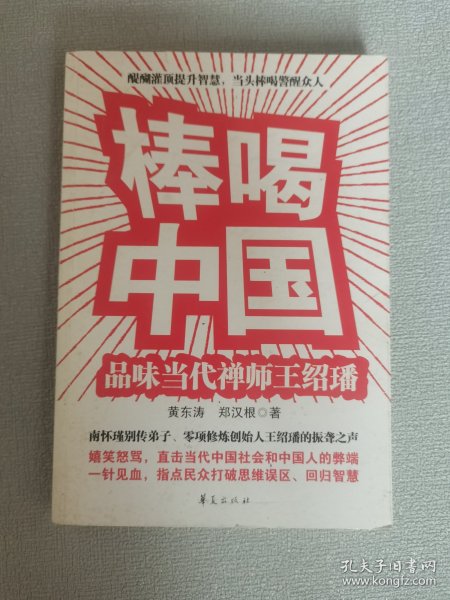 醍醐灌顶提升智慧，当头棒喝警醒众人
棒喝
中国
品味当代禅师王绍璠
黄东涛 郑汉根◎著
南怀瑾别传弟子、零项修炼创始人王绍璠的振聋之声
嬉笑怒骂，直击当代中国社会和中国人的弊端
一针见血，指点民众打破思维误区、回归智慧
华夏出版社
孔夫子旧书网
www.kongfz.com